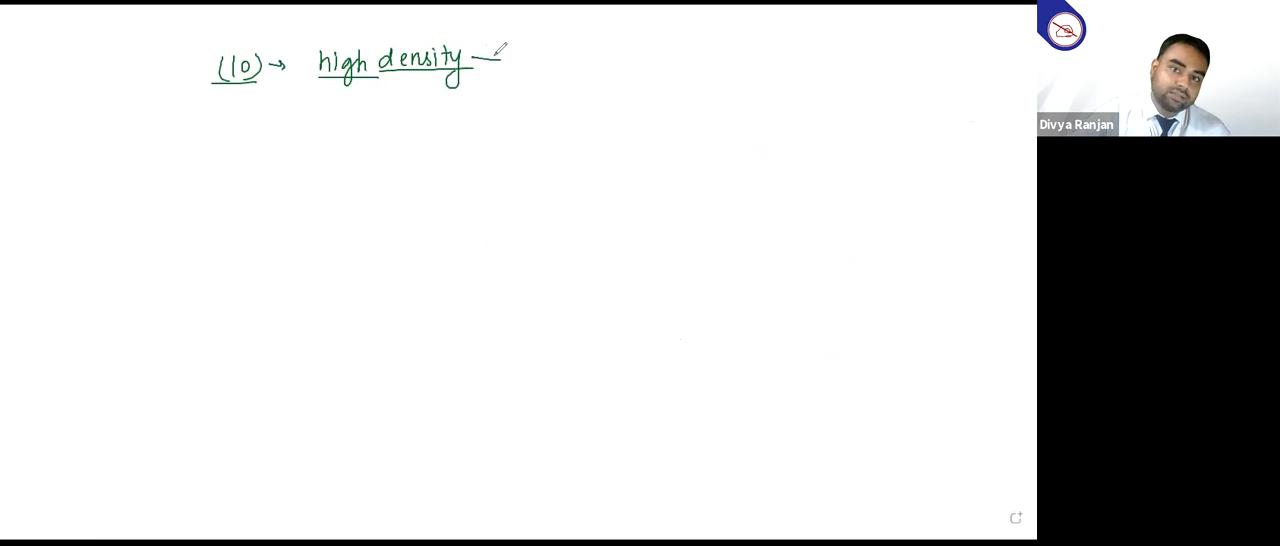 (10) → high density —
Divya Ranjan